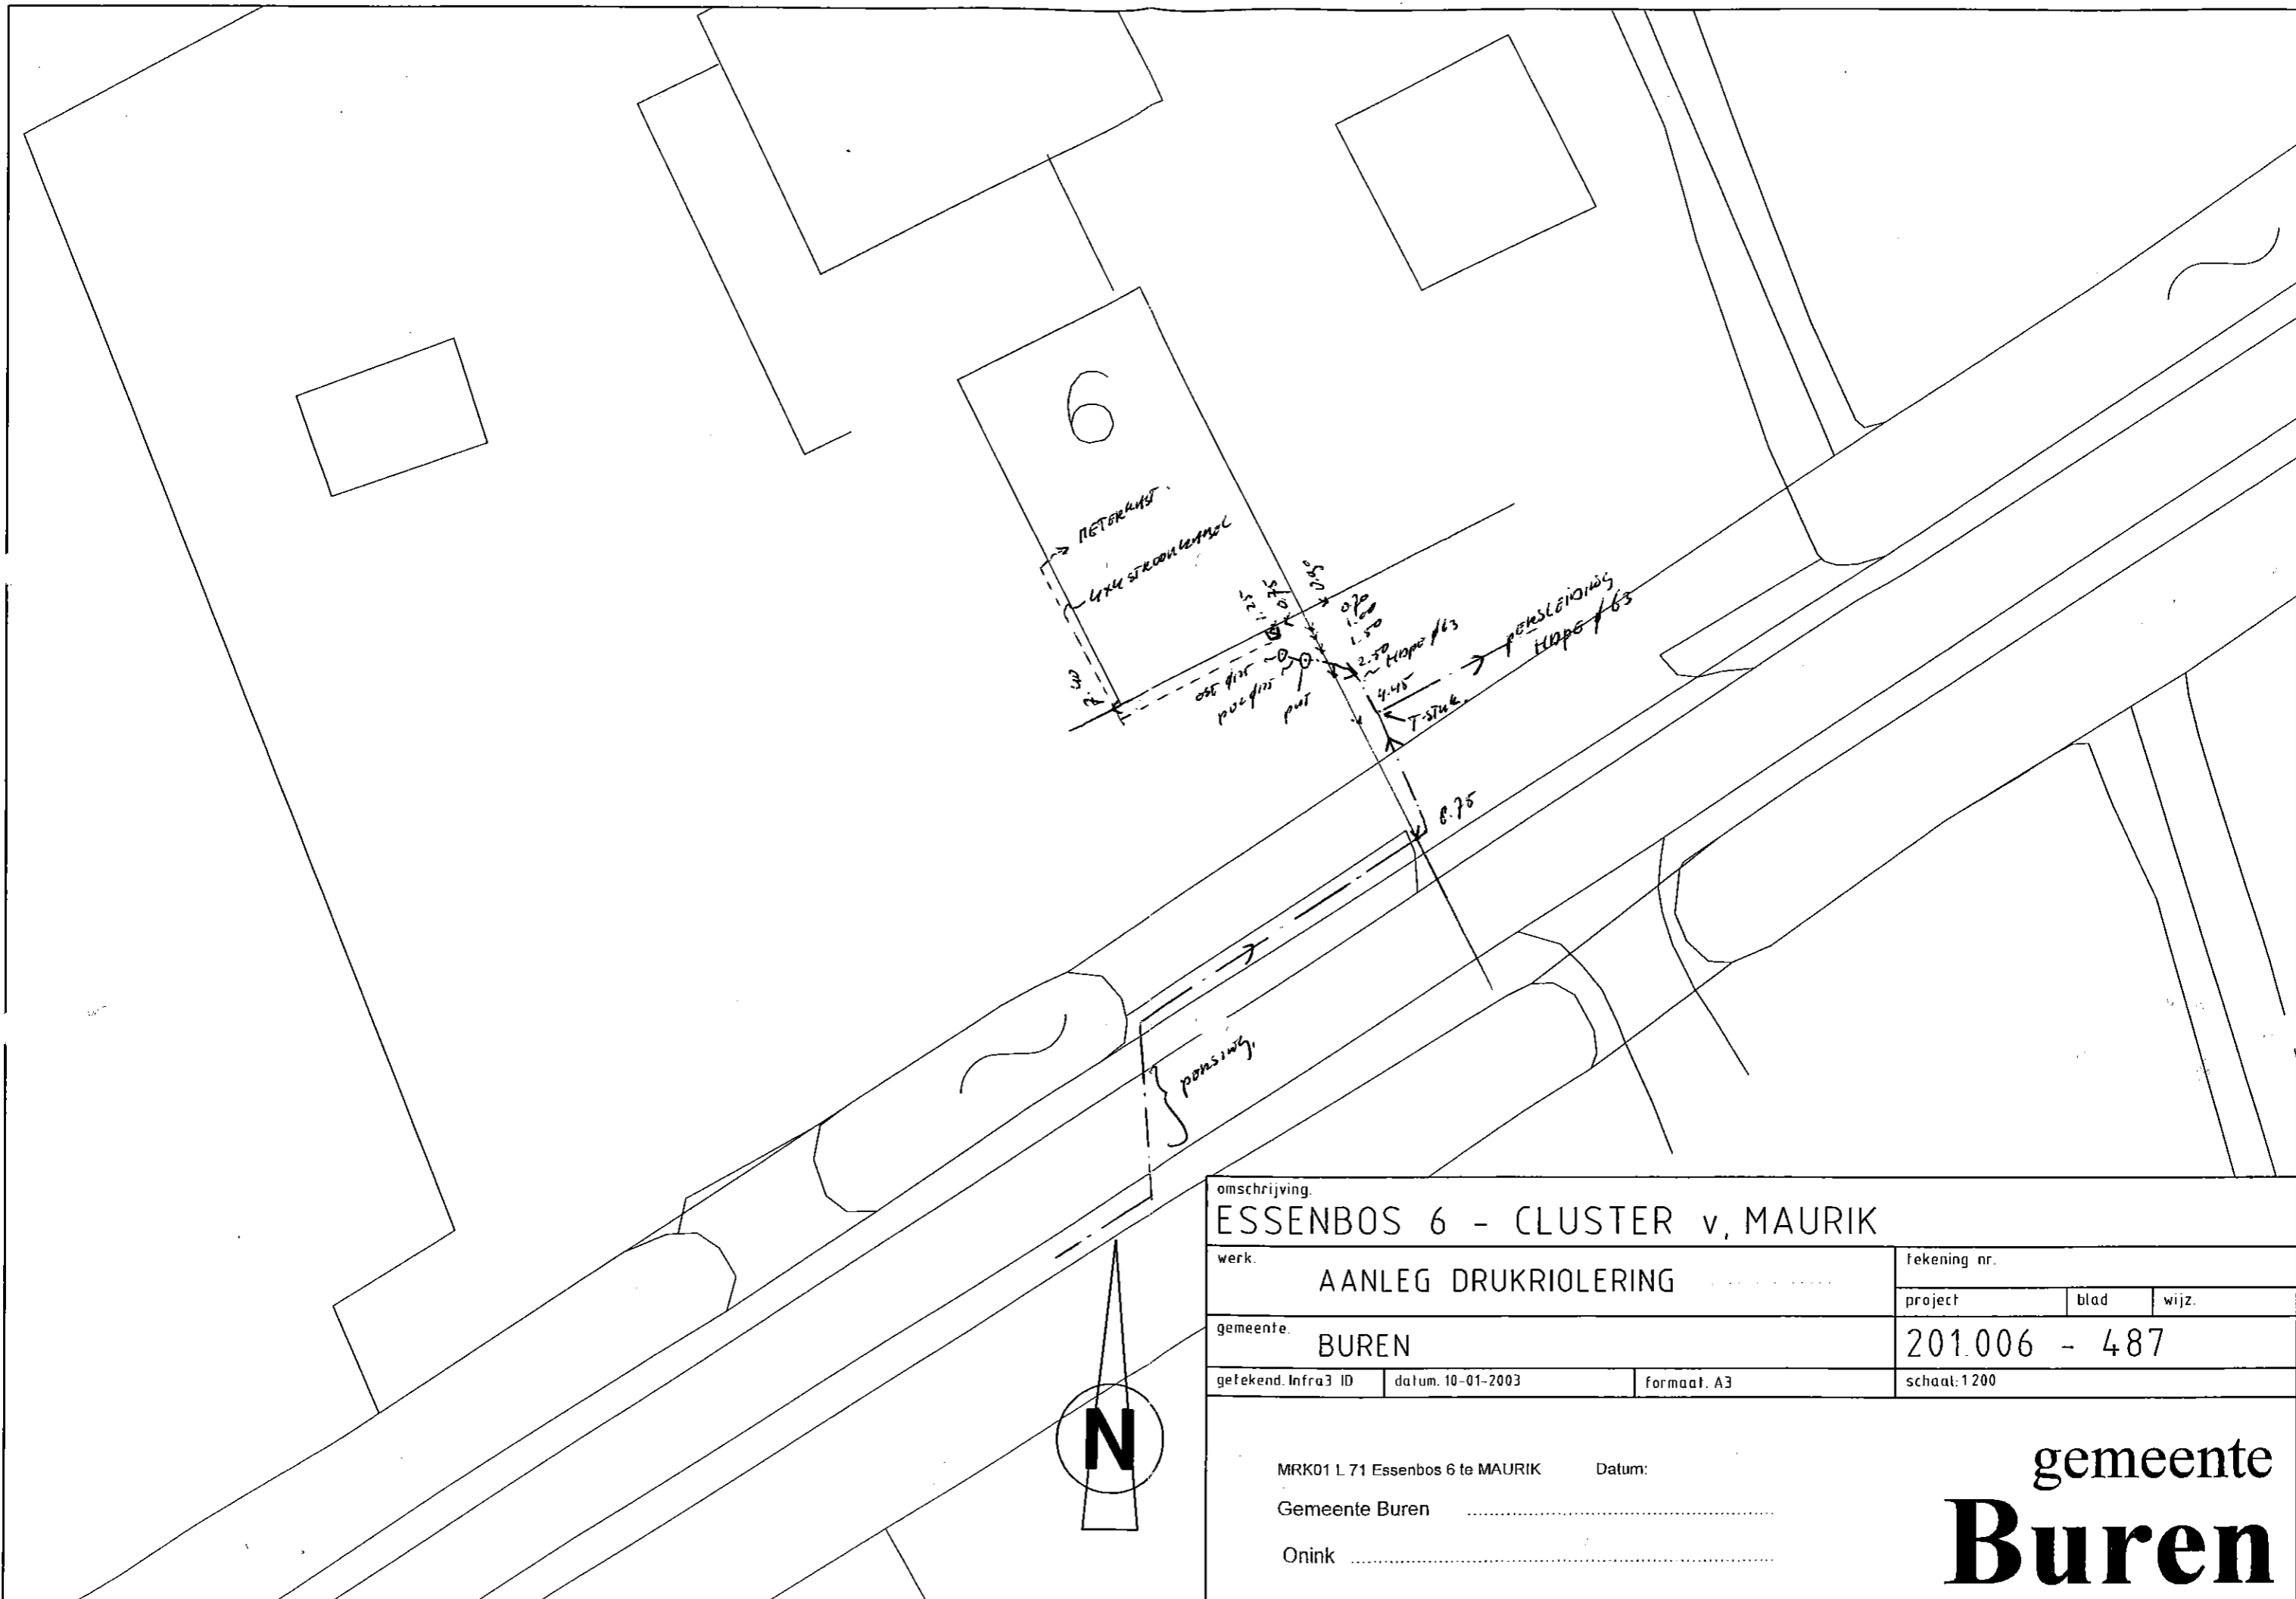 6
METERKAST.
4x4 STROOMKABEL
1.25
0.75
0.90
0.70
1.00
1.50
2.50
HDPE ø63
PERSLEIDING
HDPE ø63
4.45
T-stuk.
put
8.75
persing,
omschrijving.
ESSENBOS 6 - CLUSTER v, MAURIK
werk.
AANLEG DRUKRIOLERING
tekening nr.
project
blad
wijz.
gemeente.
BUREN
201.006 - 487
getekend. Infra3 ID
datum. 10-01-2003
formaat. A3
schaal: 1 200
N
MRK01 L 71 Essenbos 6 te MAURIK Datum:
Gemeente Buren
Onink
gemeente
Buren